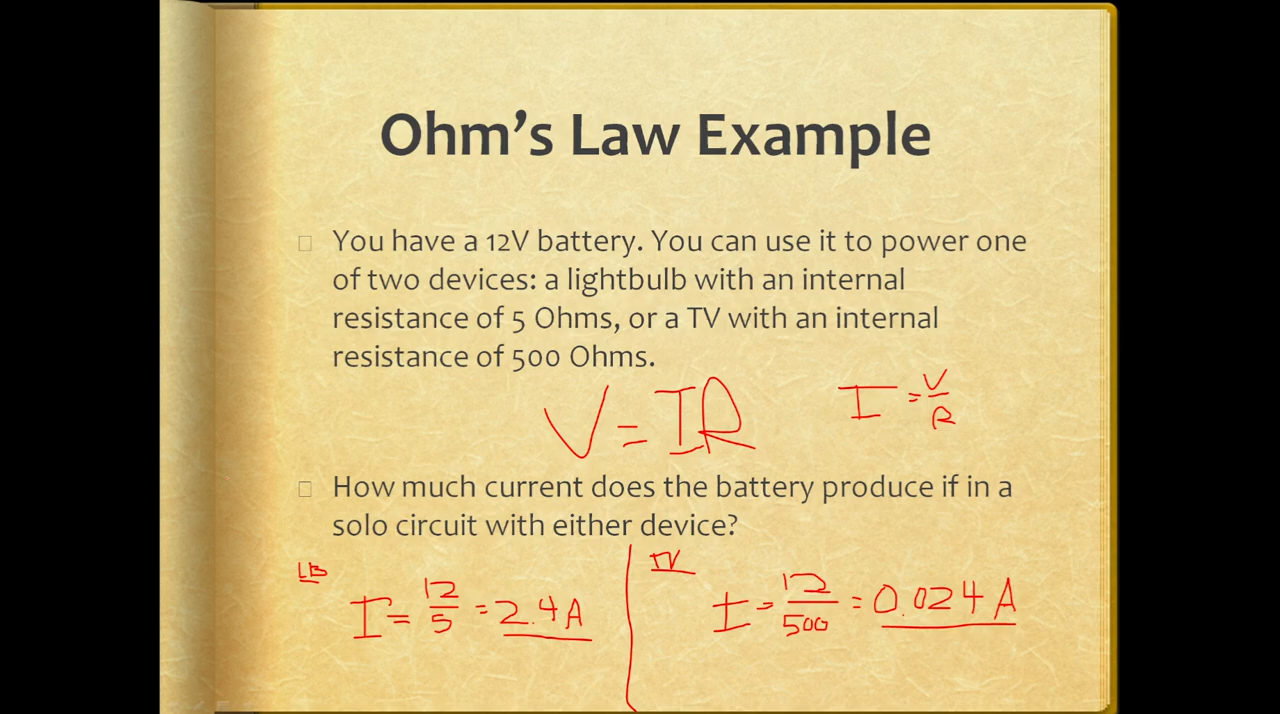 Ohm's Law Example
You have a 12V battery. You can use it to power one
of two devices: a lightbulb with an internal
resistance of 5 Ohms, or a TV with an internal
resistance of 500 Ohms.
V = IR
I = V/R
How much current does the battery produce if in a
solo circuit with either device?
LB
I = 12/5 = 2.4 A
TV
I = 12/500 = 0.024 A